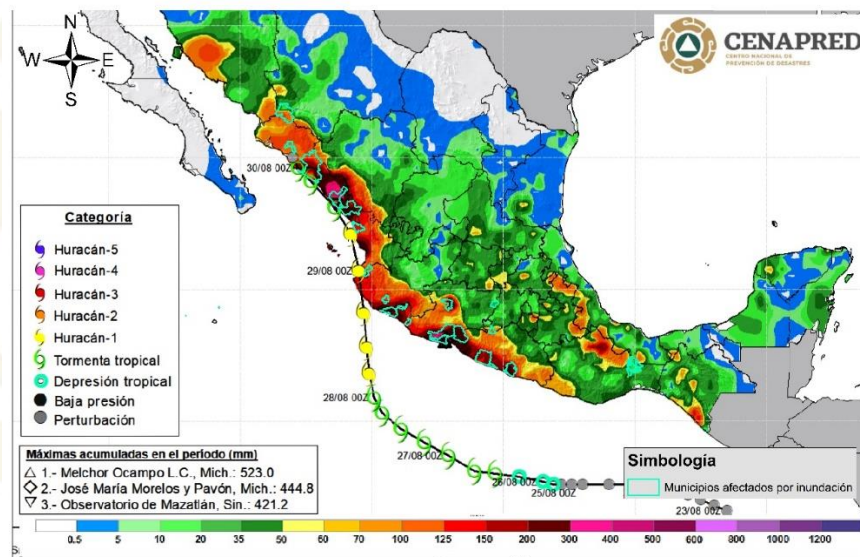 N
W E
S
CENAPRED
CENTRO NACIONAL DE
PREVENCIÓN DE DESASTRES
30/08 00Z
29/08 00Z
28/08 00Z
27/08 00Z
26/08 00Z
25/08 00Z
23/08 00Z
Categoría
Huracán-5
Huracán-4
Huracán-3
Huracán-2
Huracán-1
Tormenta tropical
Depresión tropical
Baja presión
Perturbación
Máximas acumuladas en el período (mm)
1.- Melchor Ocampo L.C., Mich.: 523.0
2.- José María Morelos y Pavón, Mich.: 444.8
3.- Observatorio de Mazatlán, Sin.: 421.2
Simbología
Municipios afectados por inundación
0.5 5 10 20 35 50 60 70 100 125 150 200 300 400 500 600 800 1000 1200